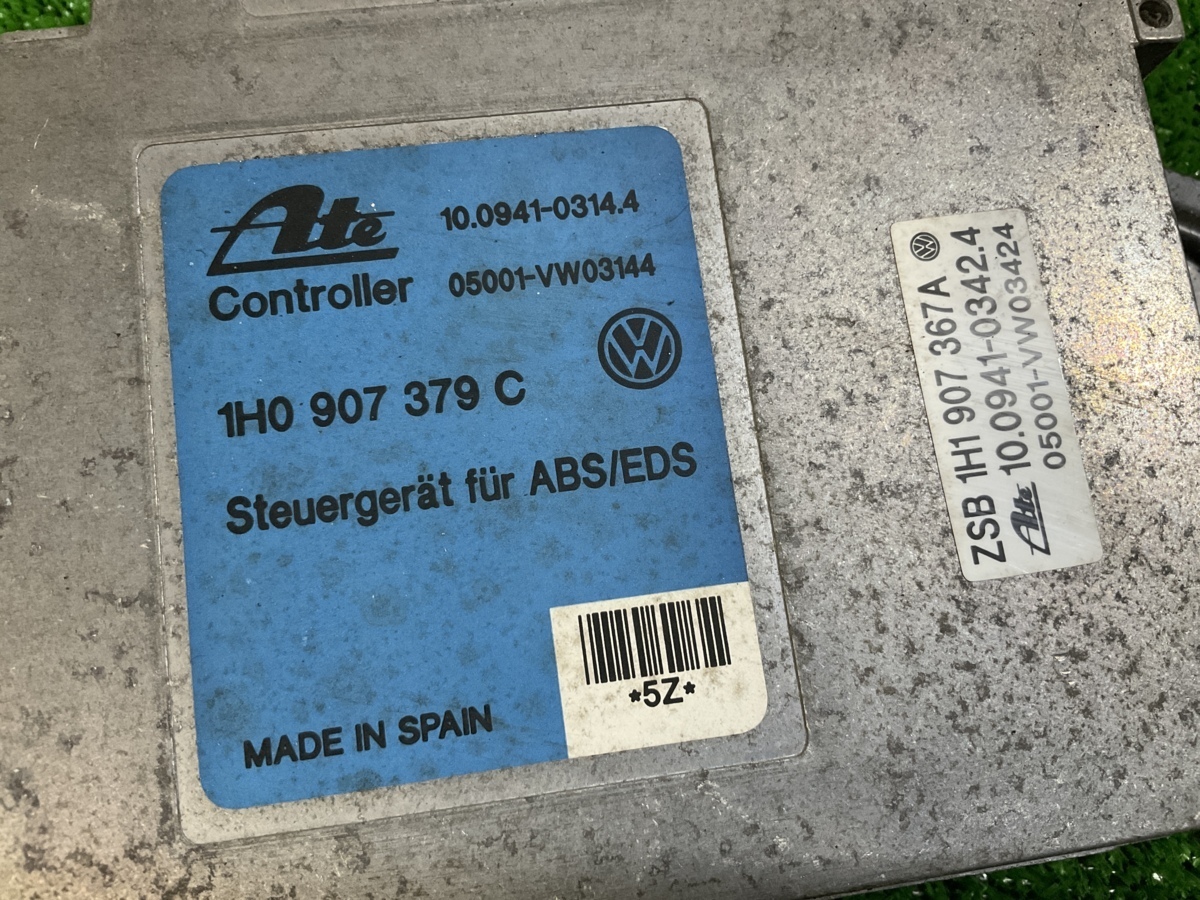 Ate 10.0941-0314.4
Controller 05001-VW03144
1H0 907 379 C
Steuergerät für ABS/EDS
*5Z*
MADE IN SPAIN
ZSB 1H1 907 367A
Ate 10.0941-0342.4
05001-VW03424